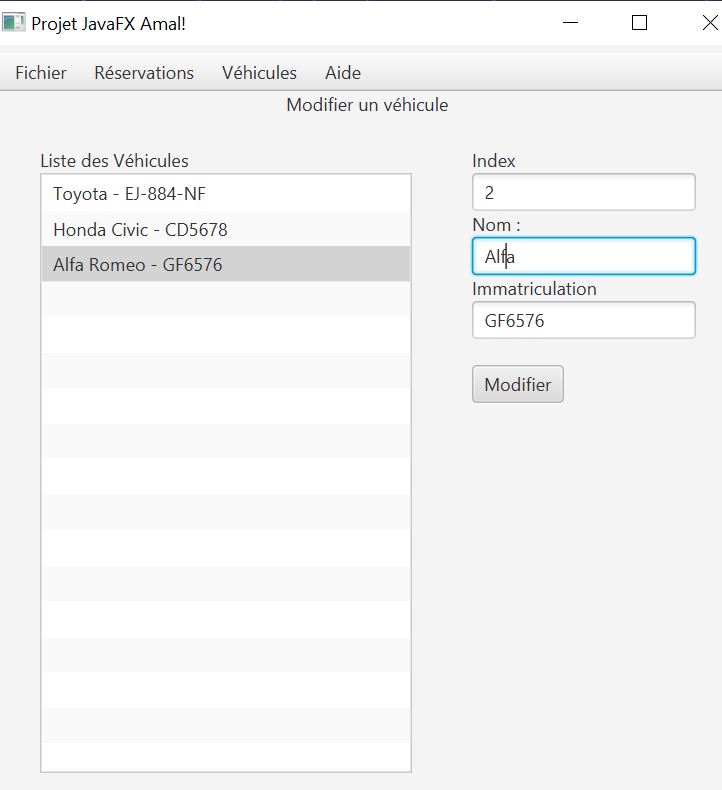 Projet JavaFX Amal!
Fichier Réservations Véhicules Aide
Modifier un véhicule
Liste des Véhicules
Toyota - EJ-884-NF
Honda Civic - CD5678
Alfa Romeo - GF6576
Index
2
Nom :
Alfa
Immatriculation
GF6576
Modifier